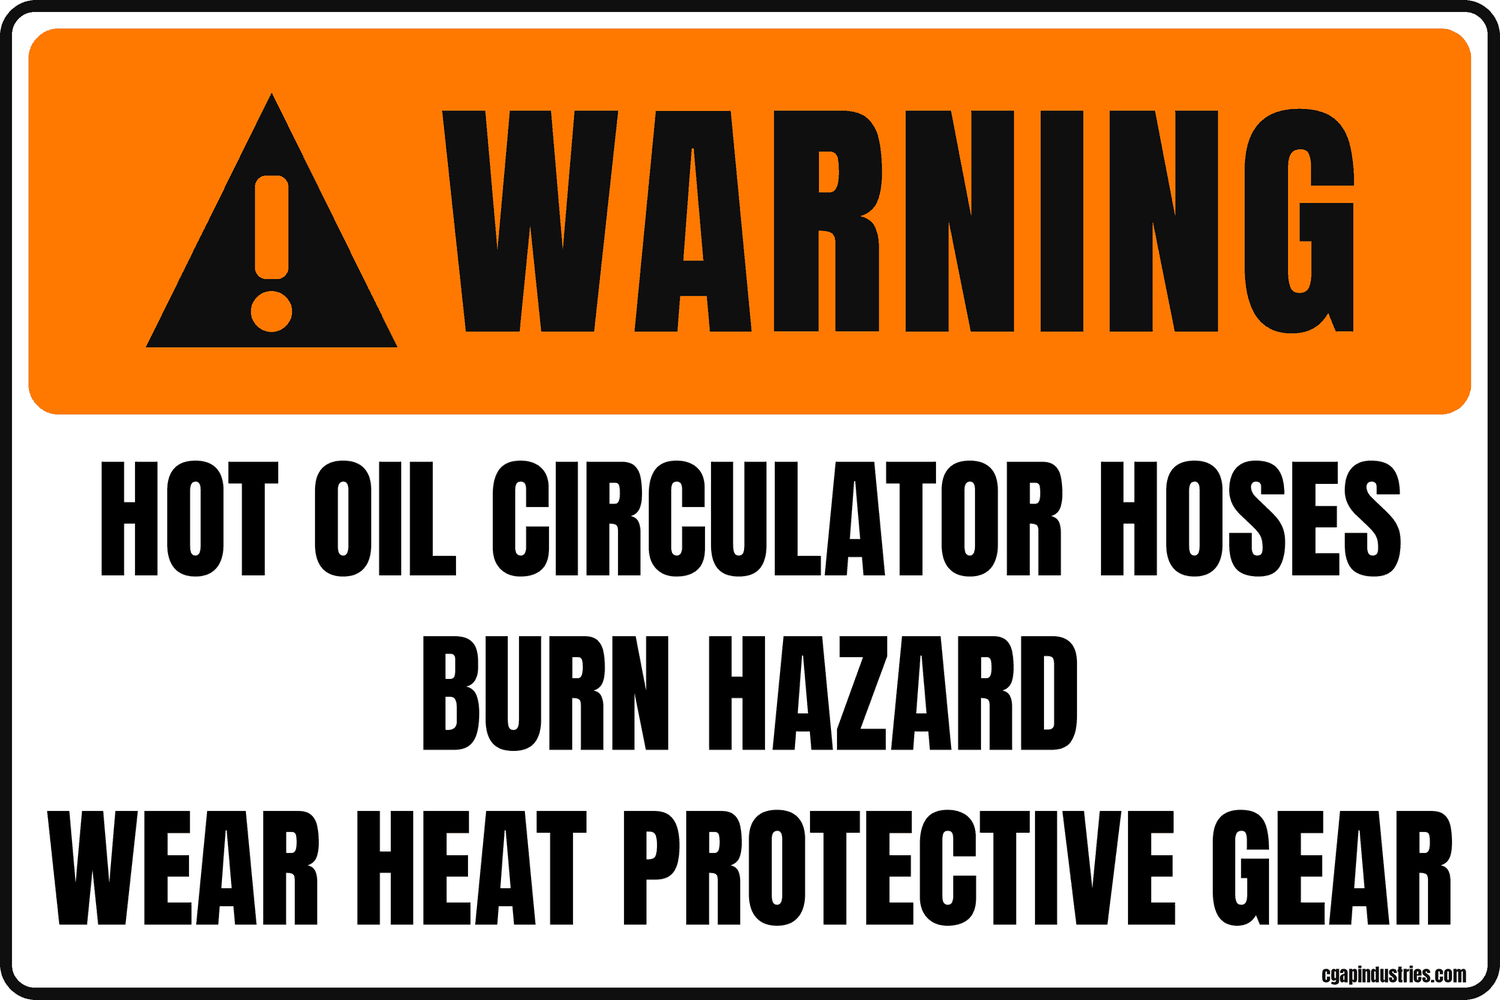 WARNING
HOT OIL CIRCULATOR HOSES
BURN HAZARD
WEAR HEAT PROTECTIVE GEAR
cgapindustries.com